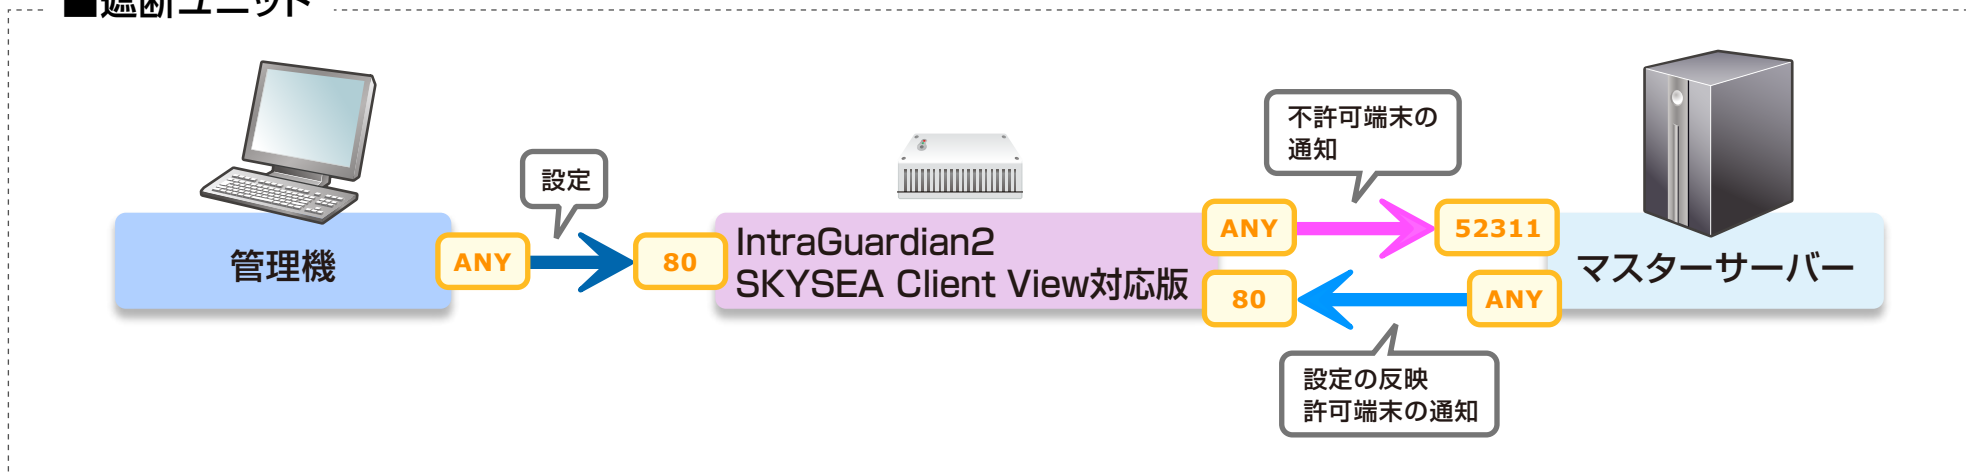 ■遮断ユニット
不許可端末の
通知
設定
管理機
ANY
80
IntraGuardian2
SKYSEA Client View対応版
ANY
52311
80
ANY
マスターサーバー
設定の反映
許可端末の通知